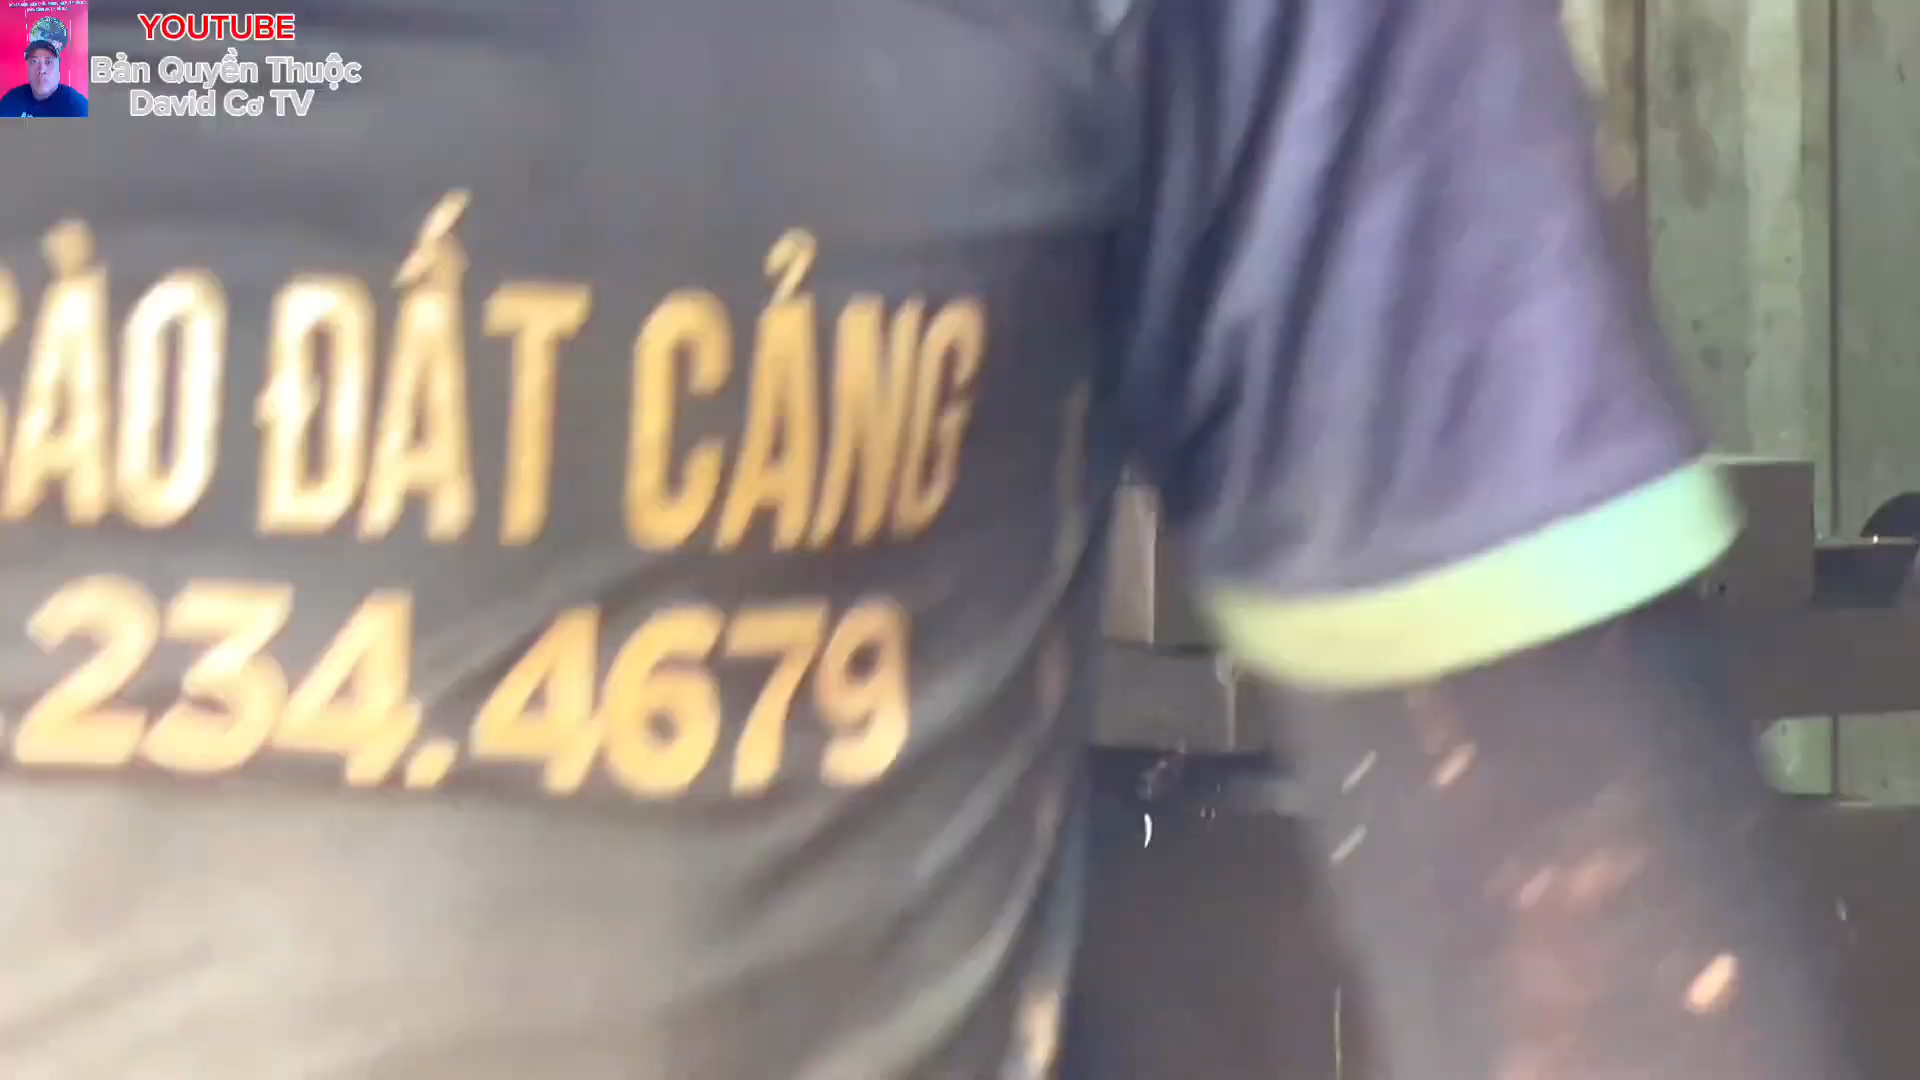 YOUTUBE
Bản Quyền Thuộc
David Cơ TV
ĐẤT CẢNG
.234.4679